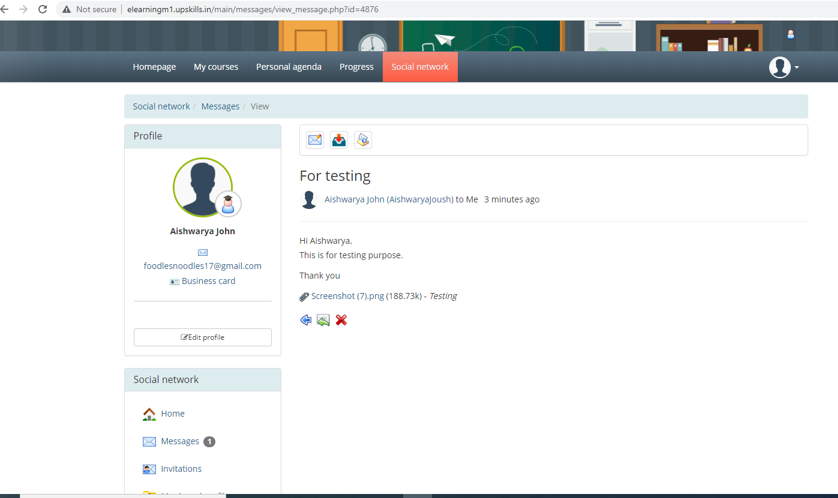 Not secure | elearningm1.upskills.in/main/messages/view_message.php?id=4876
Homepage My courses Personal agenda Progress Social network
Social network / Messages / View
Profile
Aishwarya John
foodlesnoodles17@gmail.com
Business card
Edit profile
Social network
Home
Messages 1
Invitations
For testing
Aishwarya John (AishwaryaJoush) to Me 3 minutes ago
Hi Aishwarya,
This is for testing purpose.
Thank you
Screenshot (7).png (188.73k) - Testing